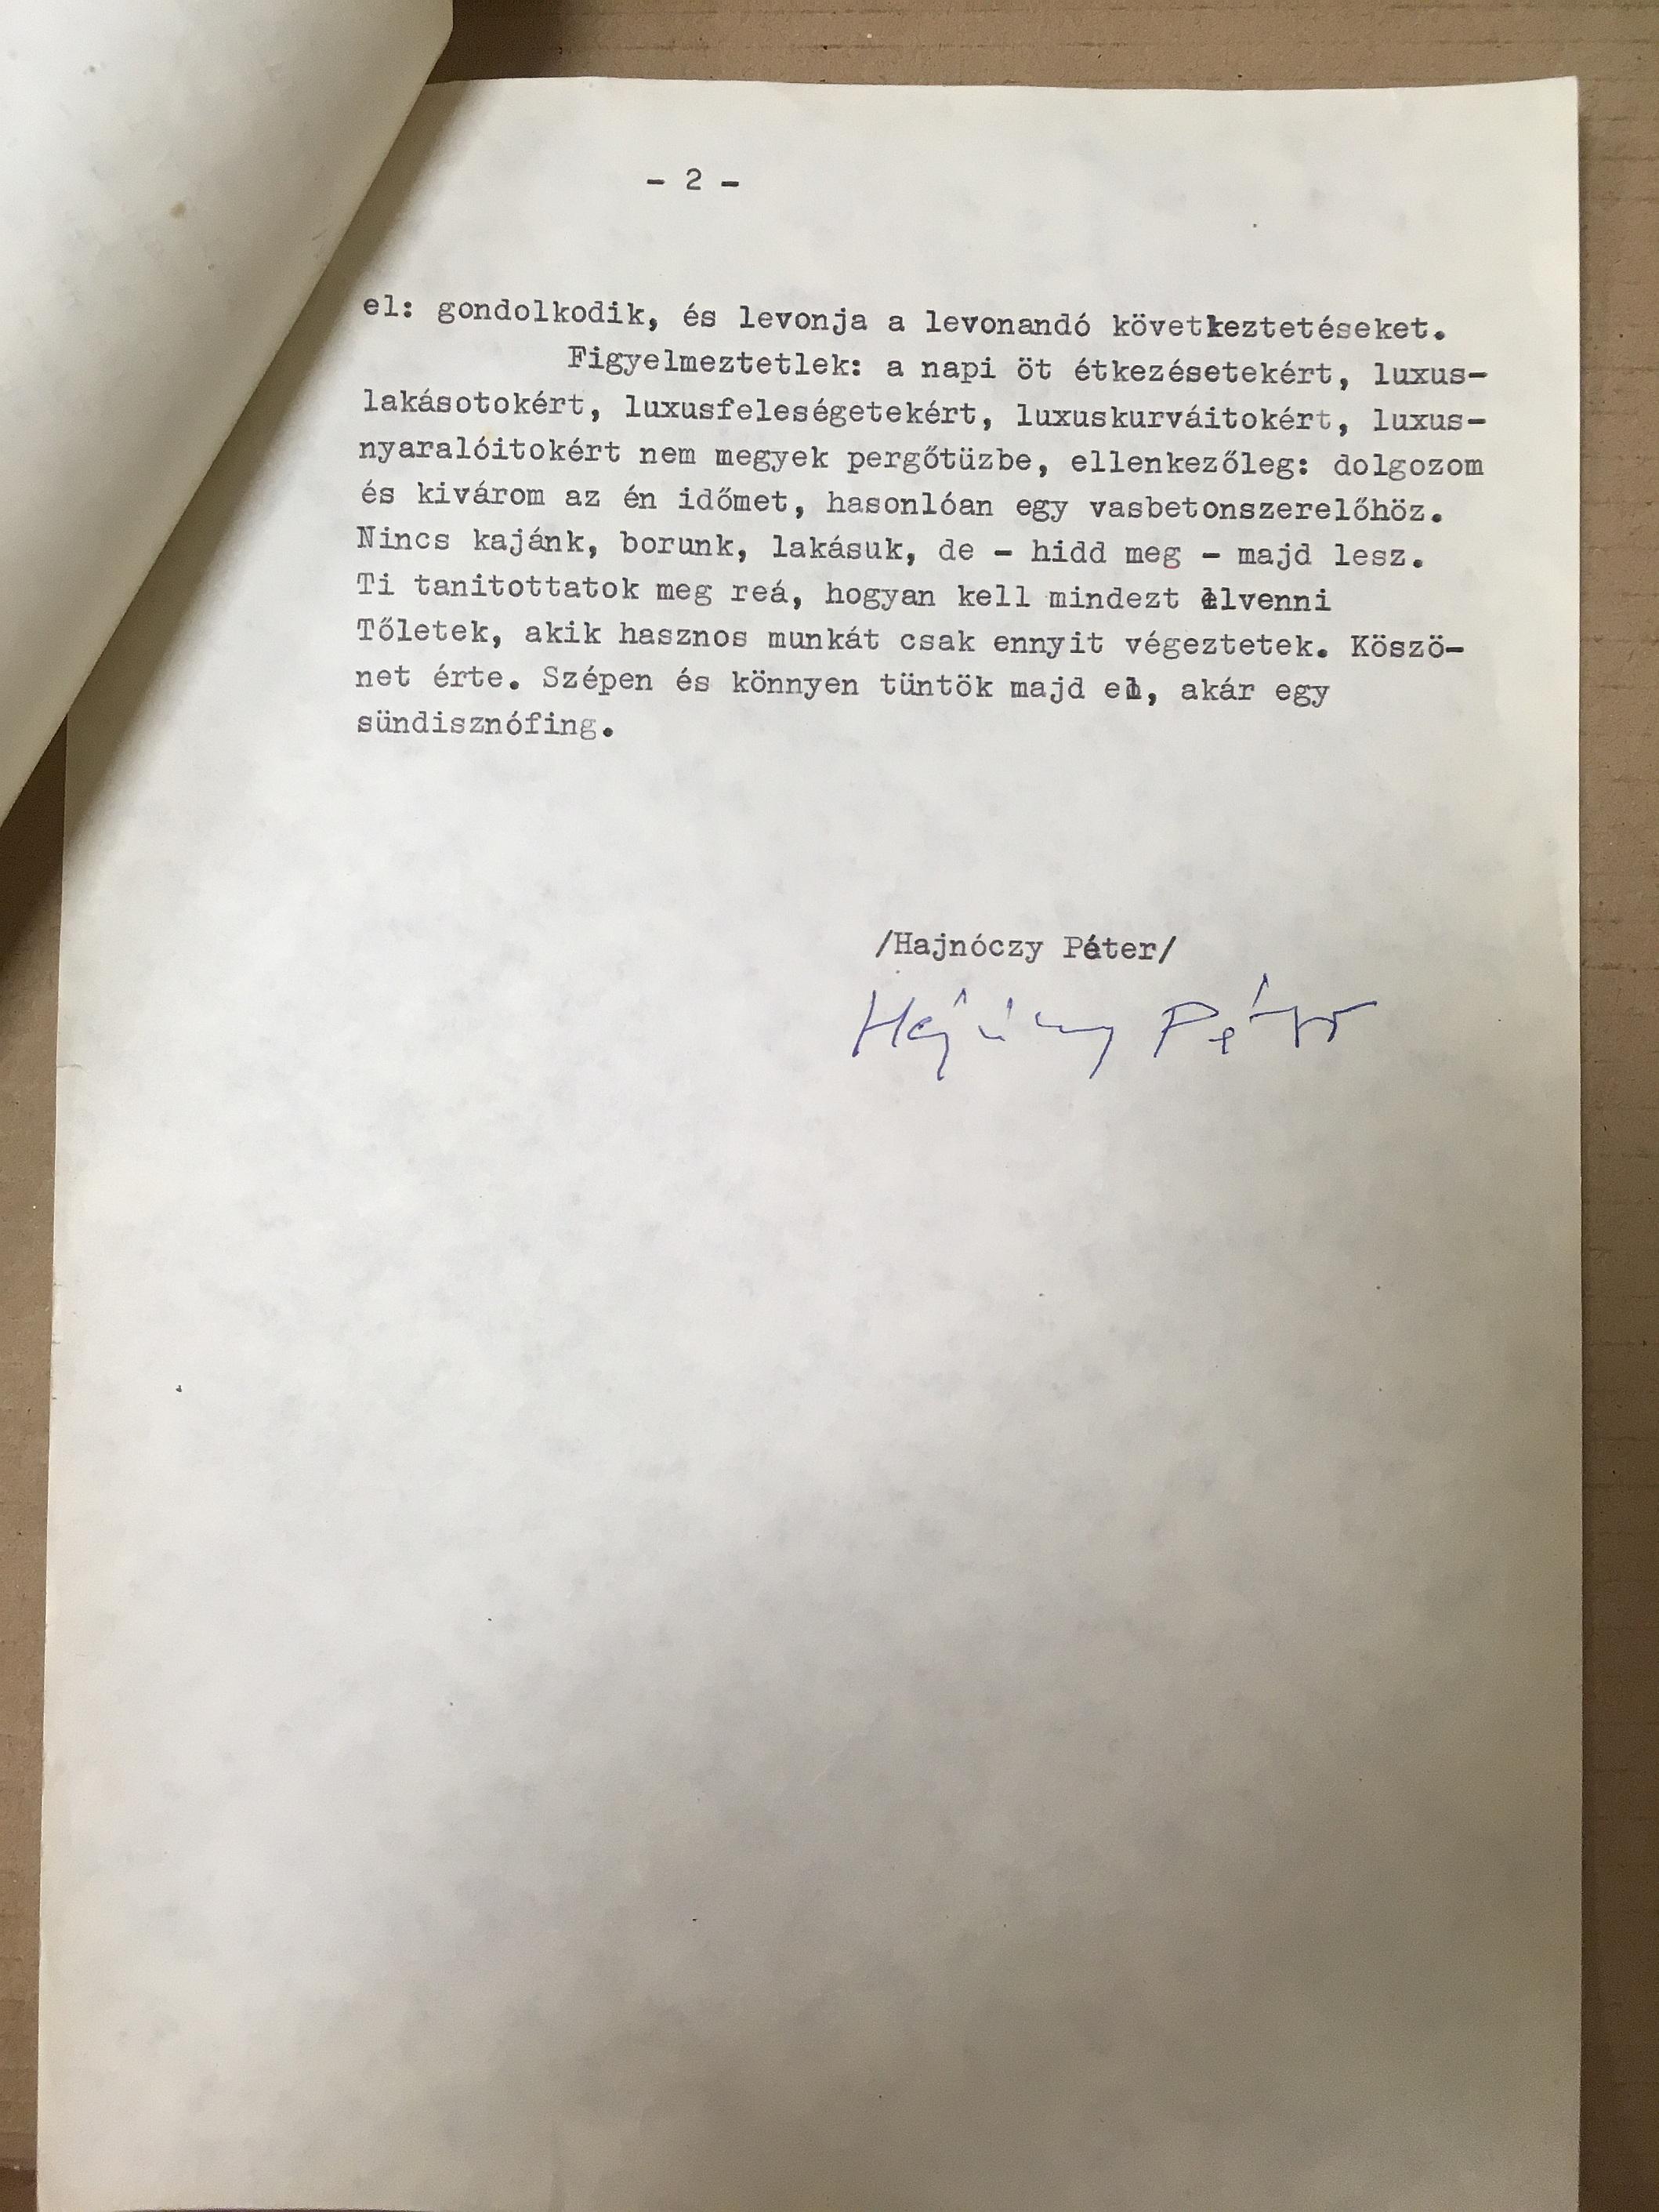 - 2 -
el: gondolkodik, és levonja a levonandó következtetéseket.
Figyelmeztetlek: a napi öt étkezésetekért, luxus-
lakásotokért, luxusfeleségetekért, luxuskurváitokért, luxus-
nyaralóitokért nem megyek pergőtüzbe, ellenkezőleg: dolgozom
és kivárom az én időmet, hasonlóan egy vasbetonszerelőhöz.
Nincs kajánk, borunk, lakásuk, de - hidd meg - majd lesz.
Ti tanitottatok meg reá, hogyan kell mindezt elvenni
Tőletek, akik hasznos munkát csak ennyit végeztetek. Köszö-
net érte. Szépen és könnyen tüntök majd el, akár egy
sündisznófing.
/Hajnóczy Péter/
Hajnóczy Péter